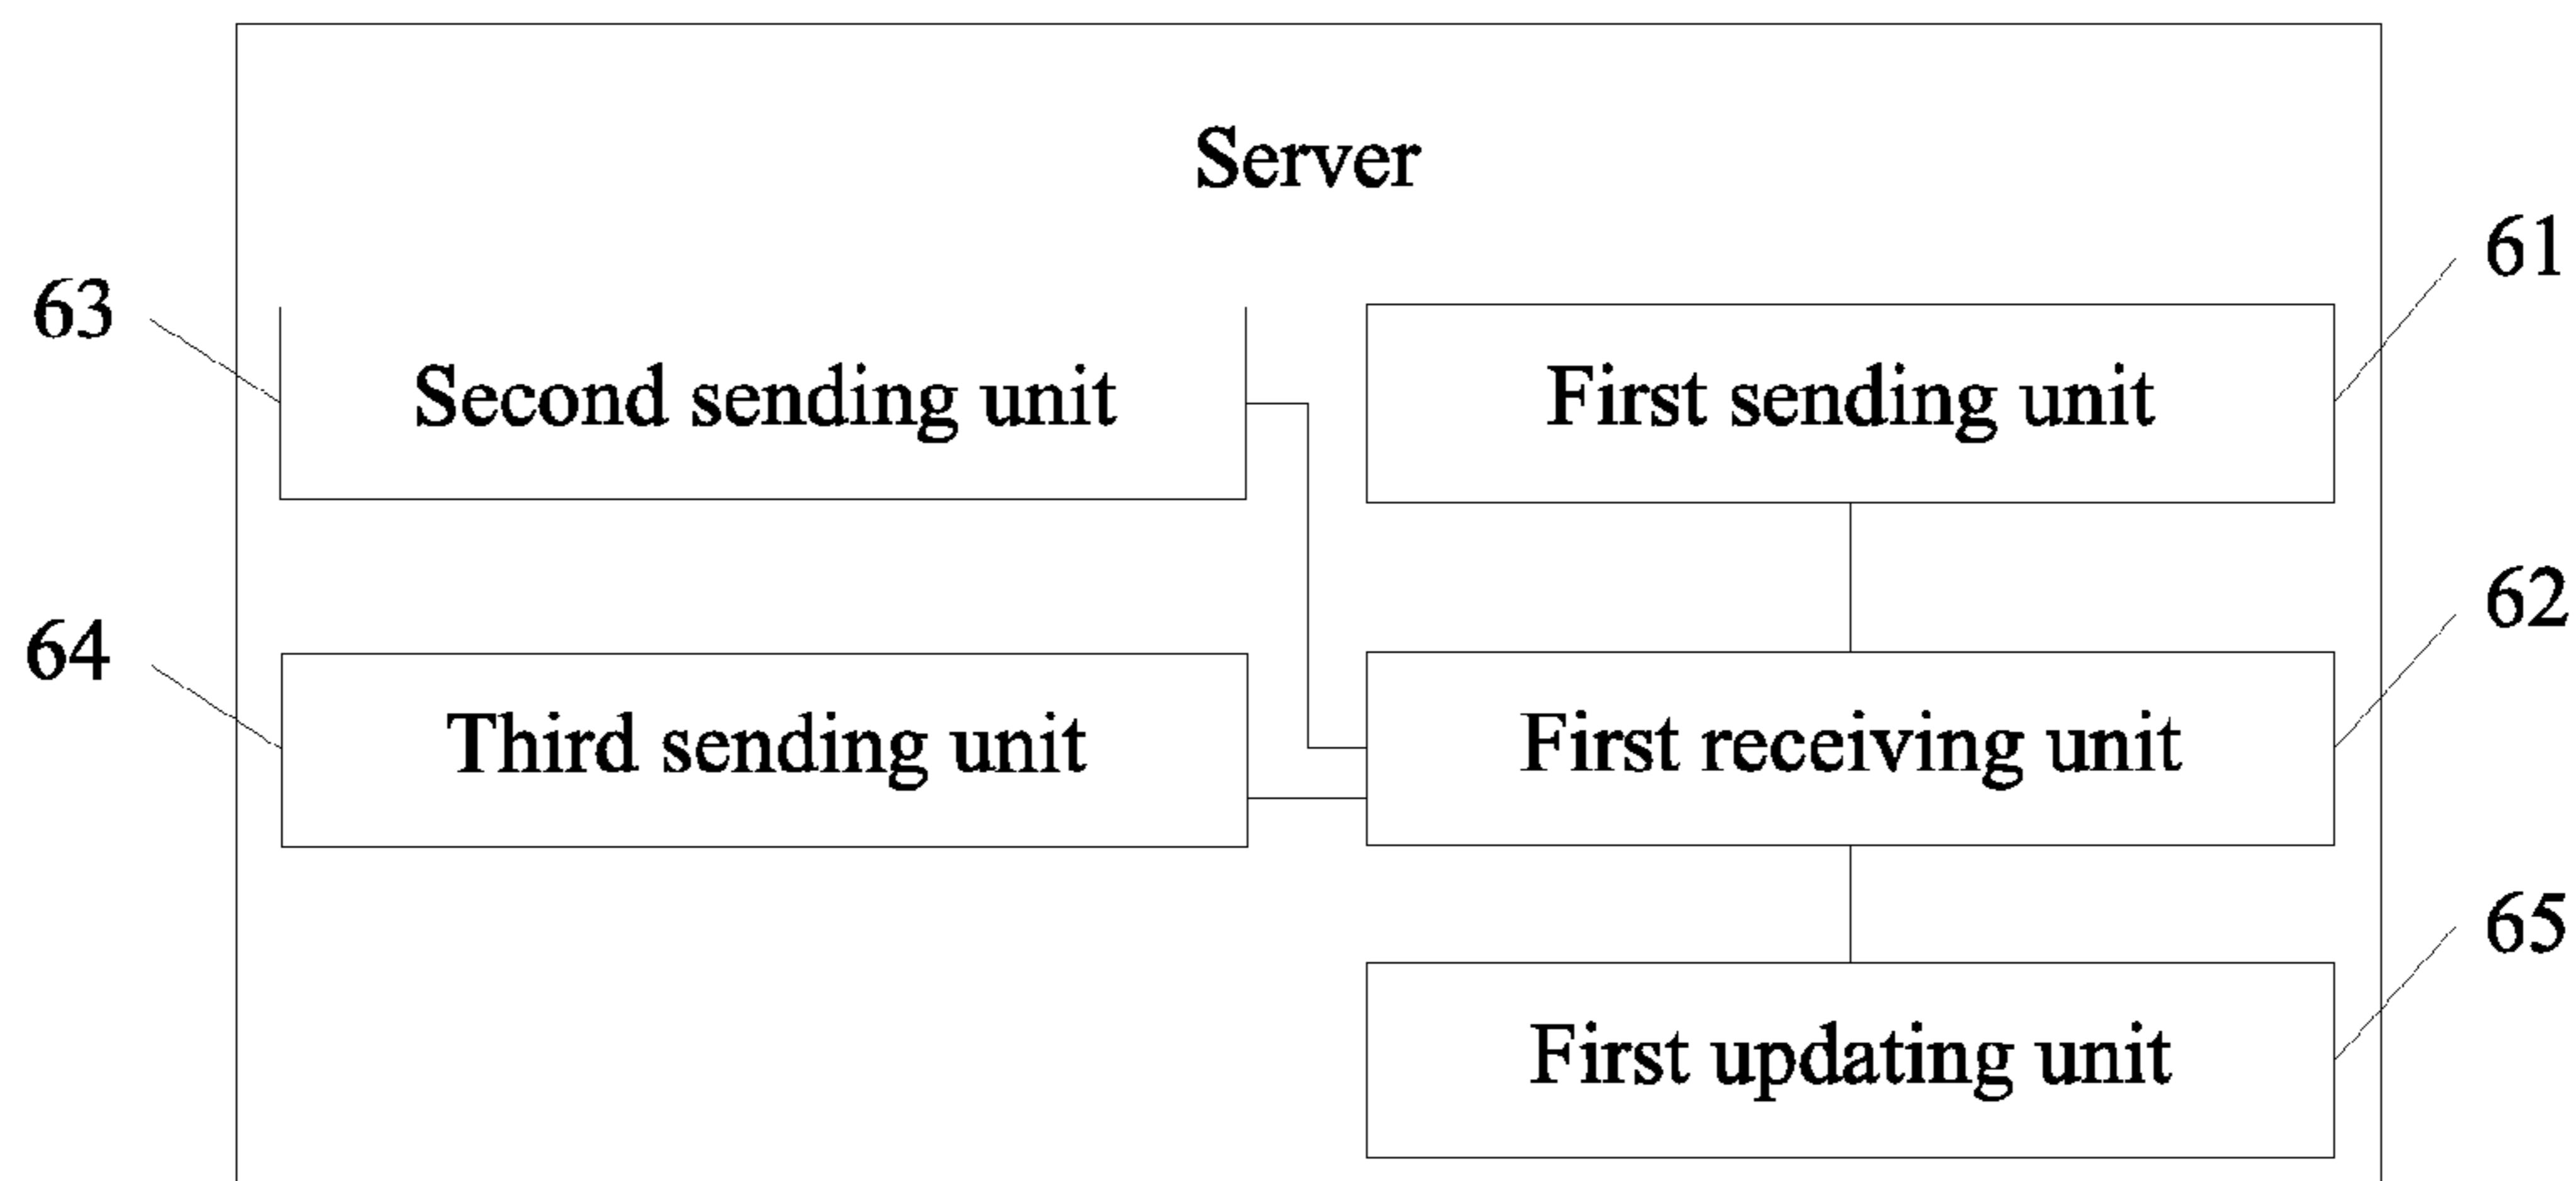 Server
61
63
Second sending unit
First sending unit
62
64
Third sending unit
First receiving unit
65
First updating unit